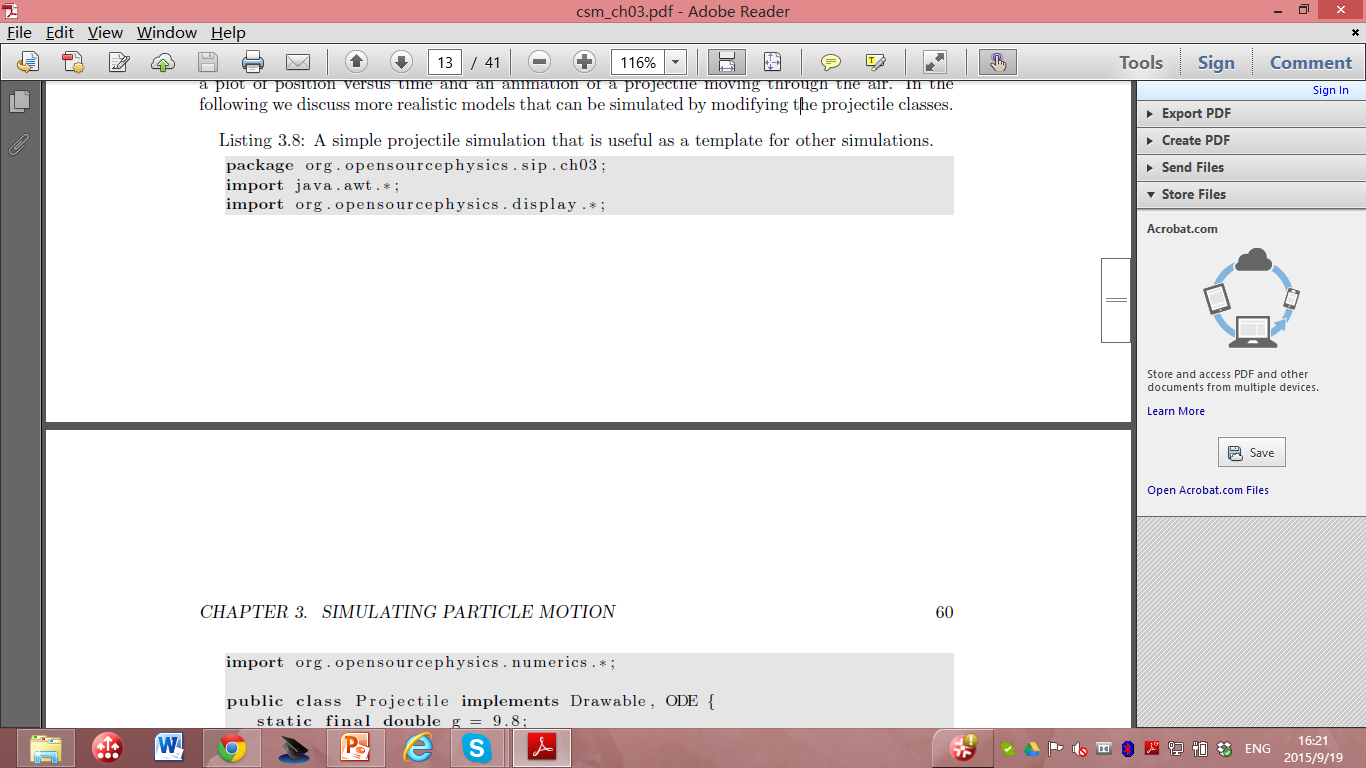 csm_ch03.pdf - Adobe Reader
File Edit View Window Help
13 / 41 116% Tools Sign Comment
a plot of position versus time and an animation of a projectile moving through the air. In the
following we discuss more realistic models that can be simulated by modifying the projectile classes.
Listing 3.8: A simple projectile simulation that is useful as a template for other simulations.
package org.opensourcephysics.sip.ch03;
import java.awt.*;
import org.opensourcephysics.display.*;
CHAPTER 3. SIMULATING PARTICLE MOTION 60
import org.opensourcephysics.numerics.*;
public class Projectile implements Drawable, ODE {
static final double g = 9.8;
Sign In
Export PDF
Create PDF
Send Files
Store Files
Acrobat.com
Store and access PDF and other
documents from multiple devices.
Learn More
Save
Open Acrobat.com Files
ENG
16:21
2015/9/19